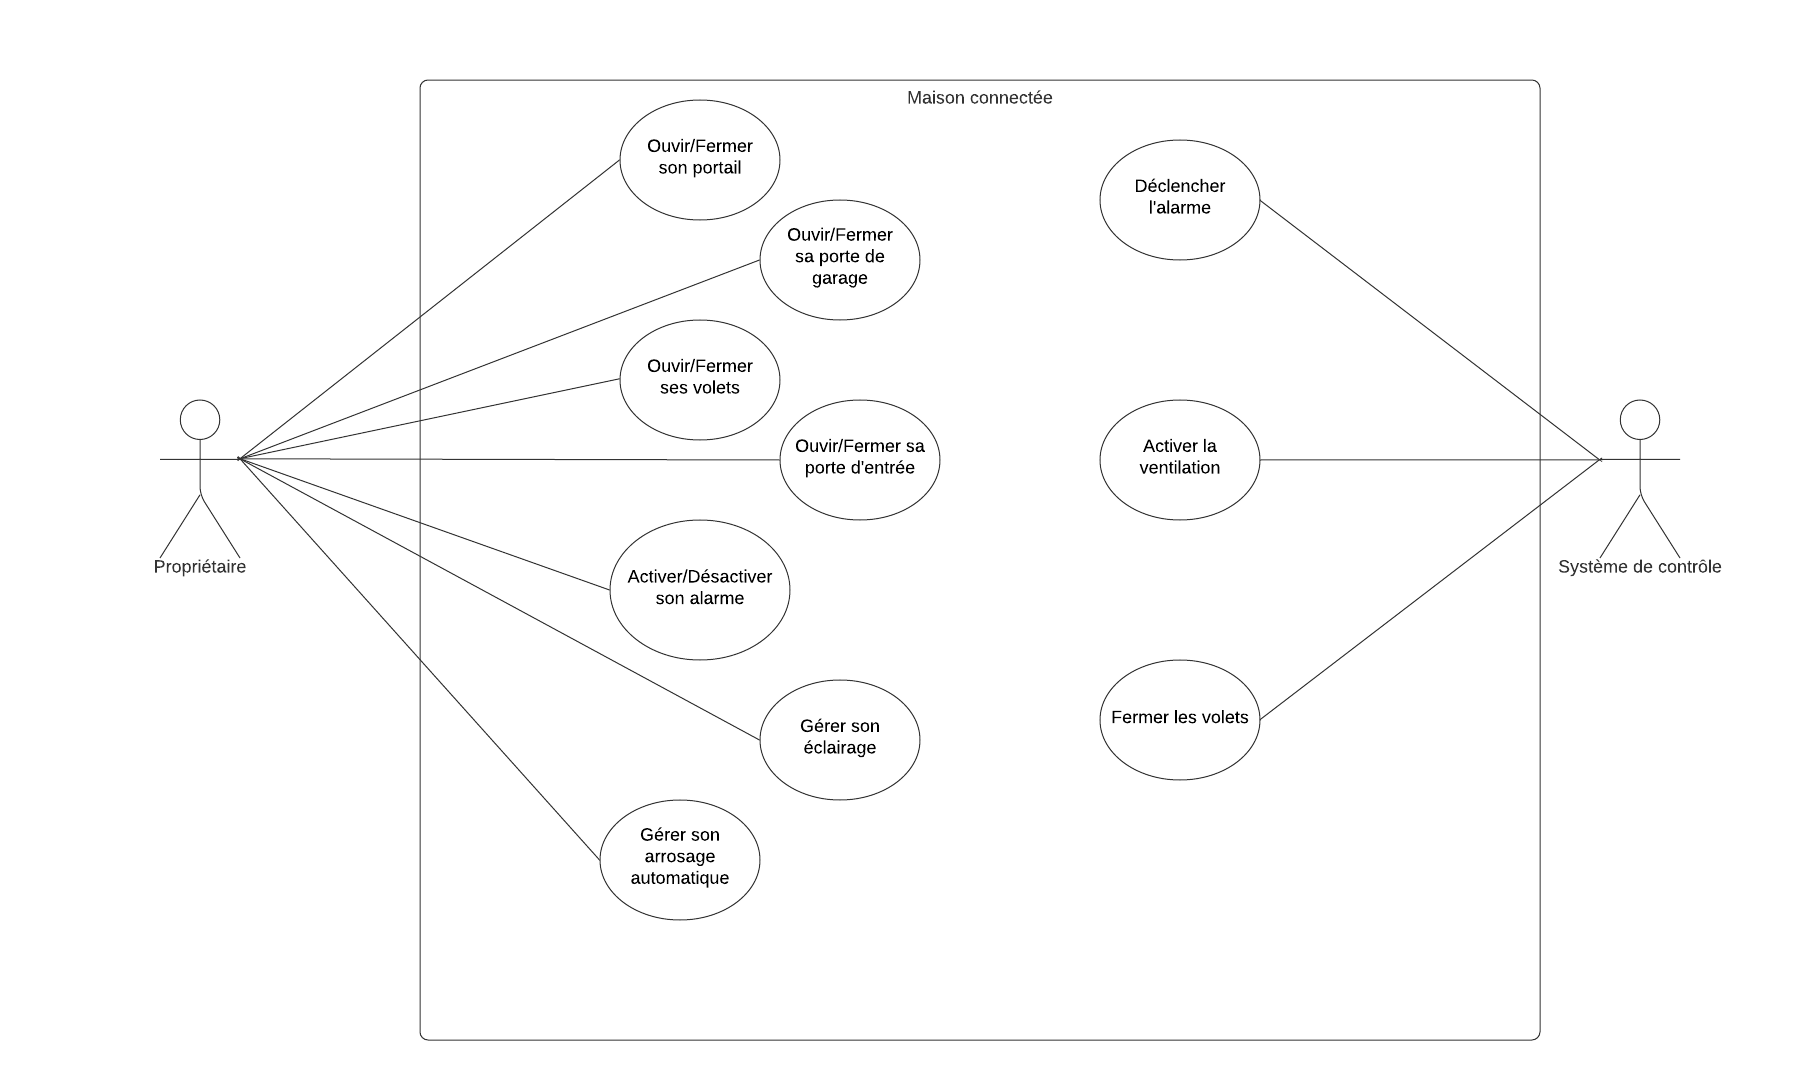 Maison connectée
Ouvir/Fermer
son portail
Déclencher
l'alarme
Ouvir/Fermer
sa porte de
garage
Ouvir/Fermer
ses volets
Ouvir/Fermer sa
porte d'entrée
Activer la
ventilation
Propriétaire
Système de contrôle
Activer/Désactiver
son alarme
Gérer son
éclairage
Fermer les volets
Gérer son
arrosage
automatique